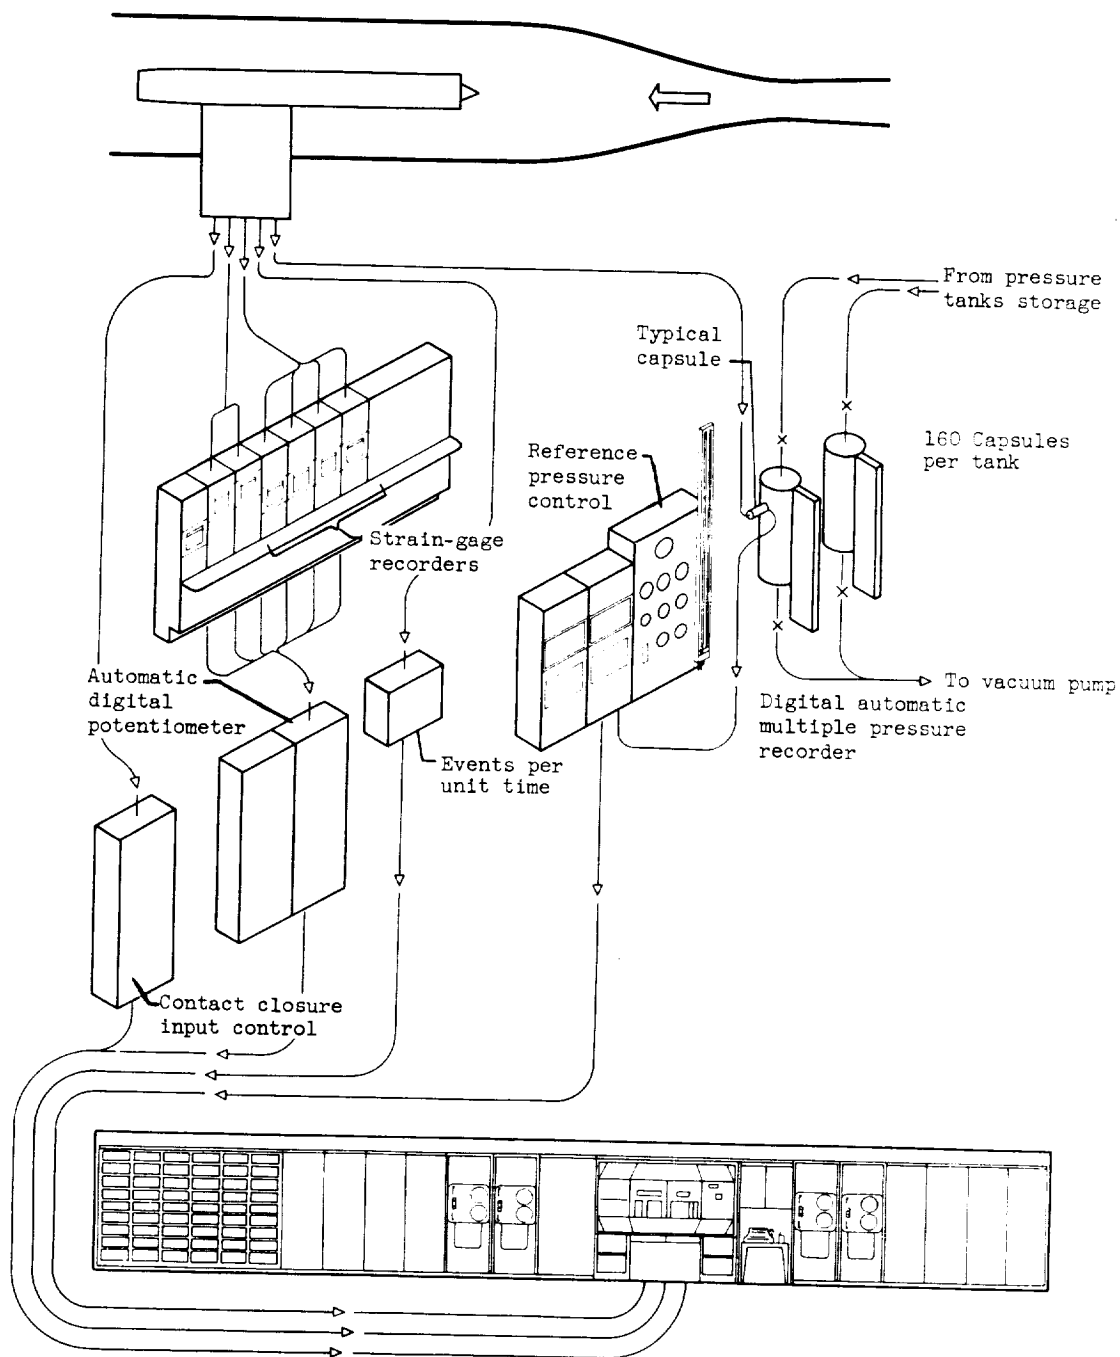 From pressure
tanks storage
Typical
capsule
160 Capsules
per tank
Reference
pressure
control
Strain-gage
recorders
Automatic
digital
potentiometer
To vacuum pump
Digital automatic
multiple pressure
recorder
Events per
unit time
Contact closure
input control